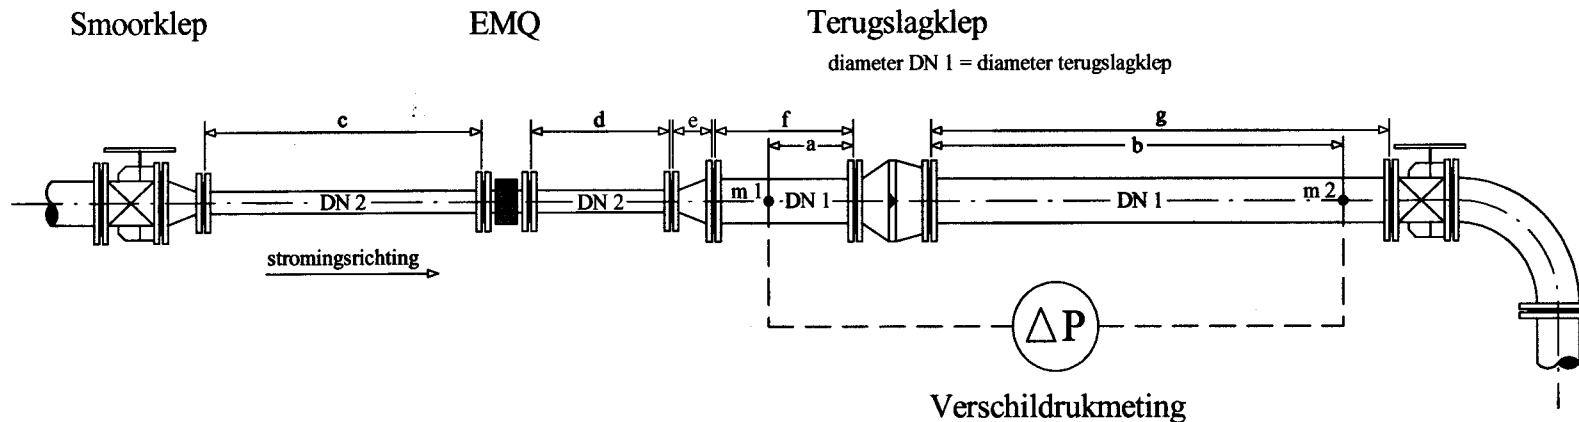 Smoorklep
EMQ
Terugslagklep
diameter DN 1 = diameter terugslagklep
c
d
e
f
g
a
b
DN 2
DN 2
m 1
DN 1
DN 1
m 2
stromingsrichting
△P
Verschildrukmeting